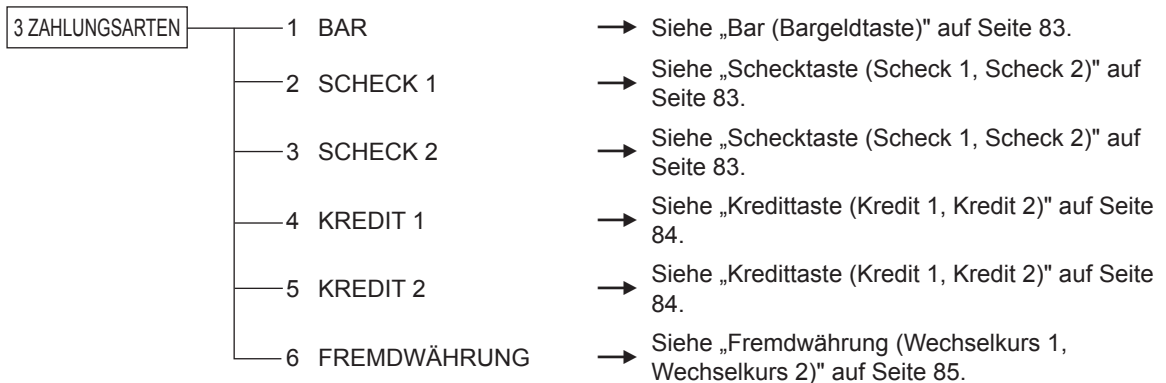 3 ZAHLUNGSARTEN
1 BAR
Siehe „Bar (Bargeldtaste)" auf Seite 83.
2 SCHECK 1
Siehe „Schecktaste (Scheck 1, Scheck 2)" auf
Seite 83.
3 SCHECK 2
Siehe „Schecktaste (Scheck 1, Scheck 2)" auf
Seite 83.
4 KREDIT 1
Siehe „Kredittaste (Kredit 1, Kredit 2)" auf Seite
84.
5 KREDIT 2
Siehe „Kredittaste (Kredit 1, Kredit 2)" auf Seite
84.
6 FREMDWÄHRUNG
Siehe „Fremdwährung (Wechselkurs 1,
Wechselkurs 2)" auf Seite 85.